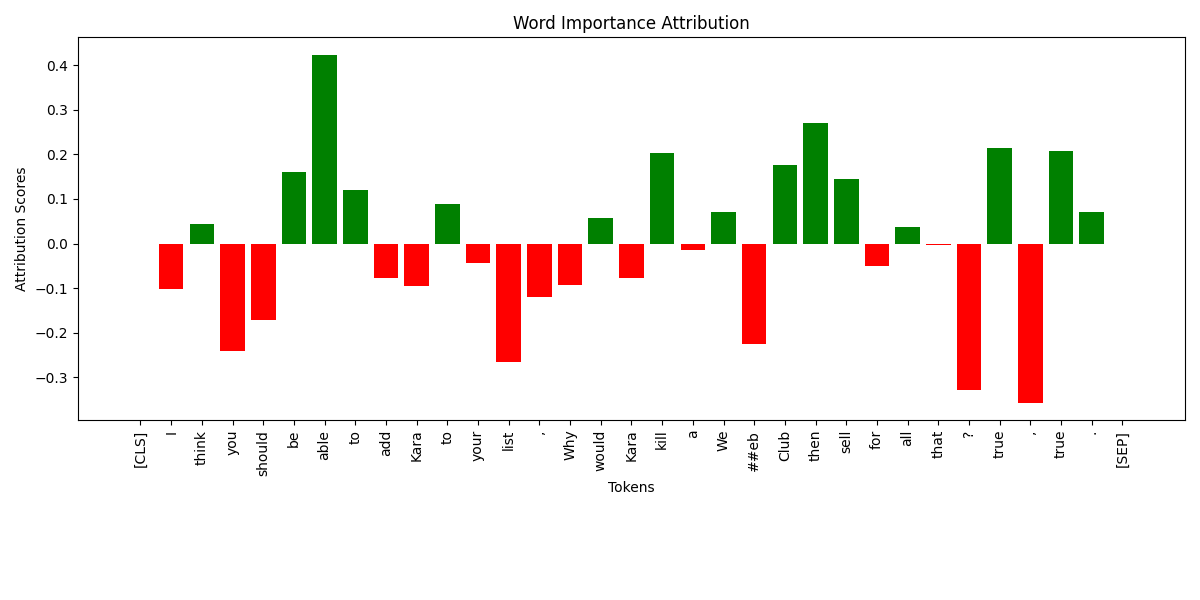 Word Importance Attribution
Attribution Scores
0.4
0.3
0.2
0.1
0.0
−0.1
−0.2
−0.3
[CLS]
I
think
you
should
be
able
to
add
Kara
to
your
list
,
Why
would
Kara
kill
a
We
##eb
Club
then
sell
for
all
that
?
true
,
true
.
[SEP]
Tokens